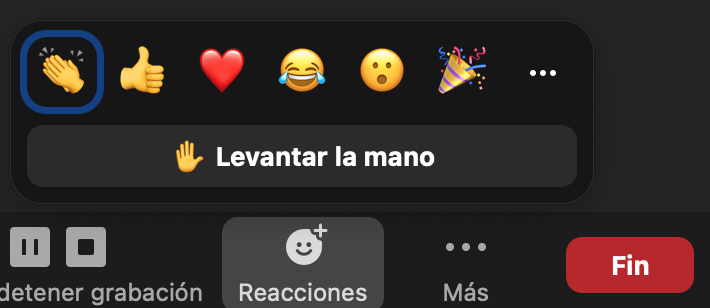 Levantar la mano
detener grabación
Reacciones
Más
Fin